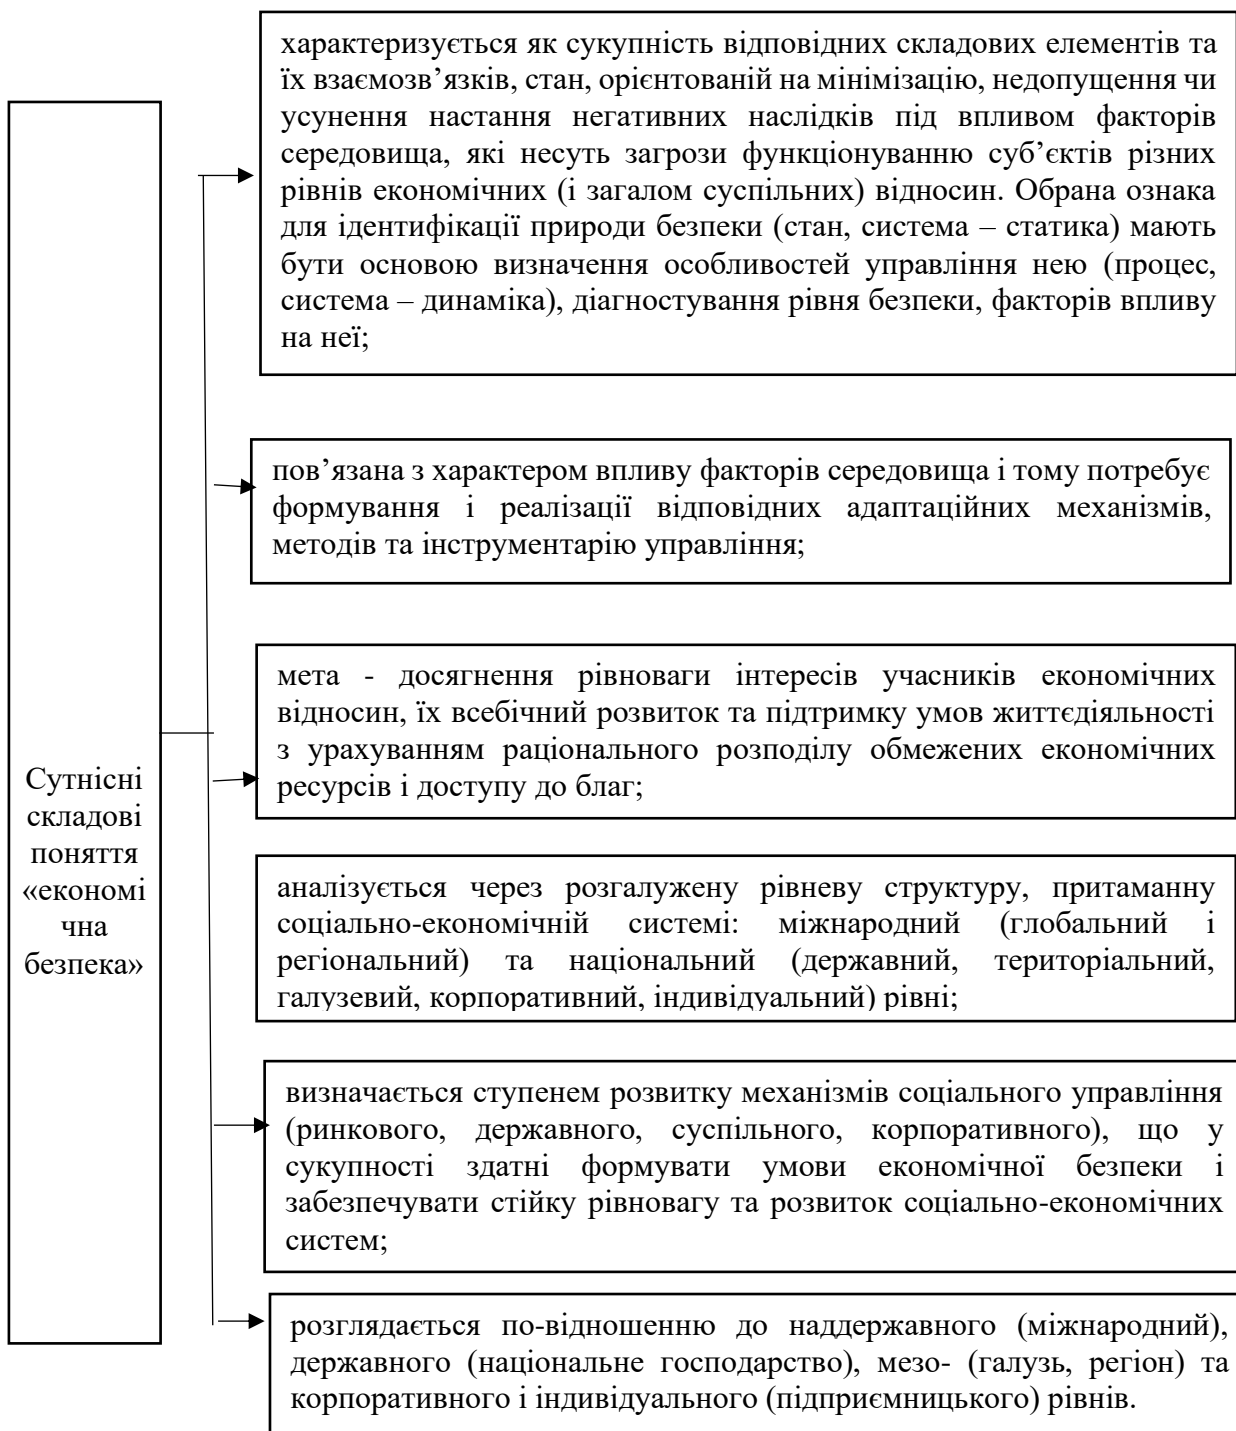 характеризується як сукупність відповідних складових елементів та
їх взаємозв’язків, стан, орієнтованій на мінімізацію, недопущення чи
усунення настання негативних наслідків під впливом факторів
середовища, які несуть загрози функціонуванню суб’єктів різних
рівнів економічних (і загалом суспільних) відносин. Обрана ознака
для ідентифікації природи безпеки (стан, система – статика) мають
бути основою визначення особливостей управління нею (процес,
система – динаміка), діагностування рівня безпеки, факторів впливу
на неї;
пов’язана з характером впливу факторів середовища і тому потребує
формування і реалізації відповідних адаптаційних механізмів,
методів та інструментарію управління;
мета - досягнення рівноваги інтересів учасників економічних
відносин, їх всебічний розвиток та підтримку умов життєдіяльності
з урахуванням раціонального розподілу обмежених економічних
ресурсів і доступу до благ;
Сутнісні
складові
поняття
«економі
чна
безпека»
аналізується через розгалужену рівневу структуру, притаманну
соціально-економічній системі: міжнародний (глобальний і
регіональний) та національний (державний, територіальний,
галузевий, корпоративний, індивідуальний) рівні;
визначається ступенем розвитку механізмів соціального управління
(ринкового, державного, суспільного, корпоративного), що у
сукупності здатні формувати умови економічної безпеки і
забезпечувати стійку рівновагу та розвиток соціально-економічних
систем;
розглядається по-відношенню до наддержавного (міжнародний),
державного (національне господарство), мезо- (галузь, регіон) та
корпоративного і індивідуального (підприємницького) рівнів.